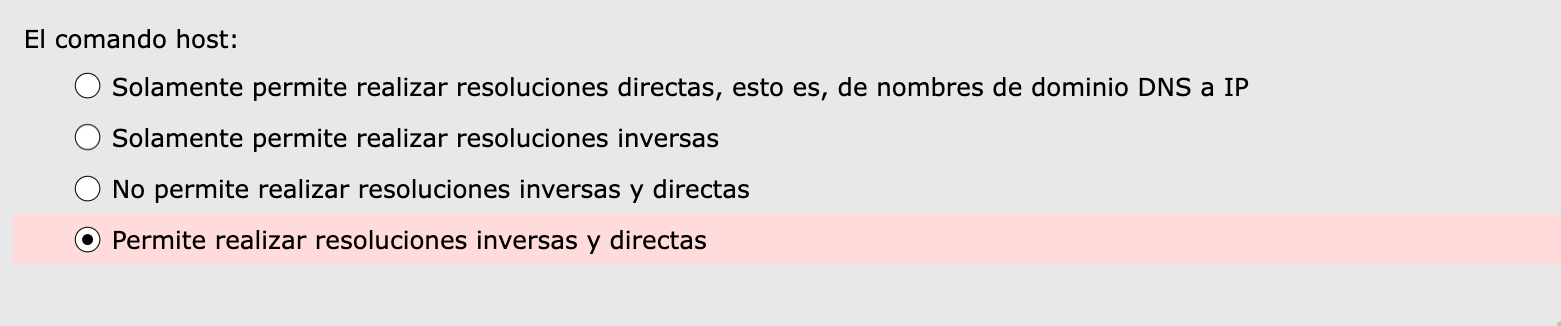 El comando host:
Solamente permite realizar resoluciones directas, esto es, de nombres de dominio DNS a IP
Solamente permite realizar resoluciones inversas
No permite realizar resoluciones inversas y directas
Permite realizar resoluciones inversas y directas